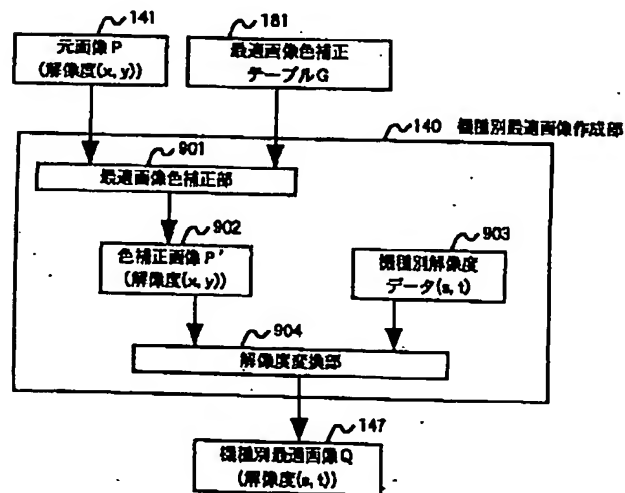 141
元画像P
(解像度(x, y))
181
最適画像色補正
テーブルG
140 機種別最適画像作成部
901
最適画像色補正部
902
色補正画像P'
(解像度(x, y))
903
機種別解像度
データ(s, t)
904
解像度変換部
147
機種別最適画像Q
(解像度(s, t))